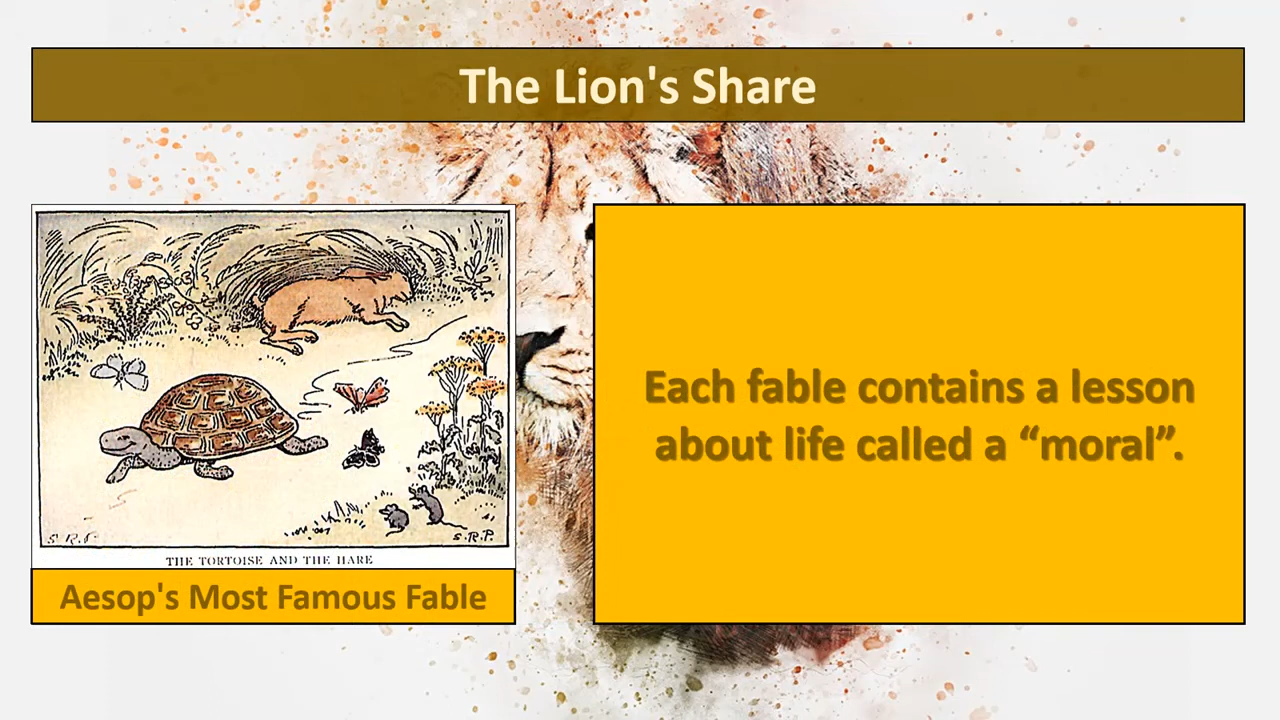 The Lion's Share
S.R.P.
THE TORTOISE AND THE HARE
Aesop's Most Famous Fable
Each fable contains a lesson
about life called a “moral”.